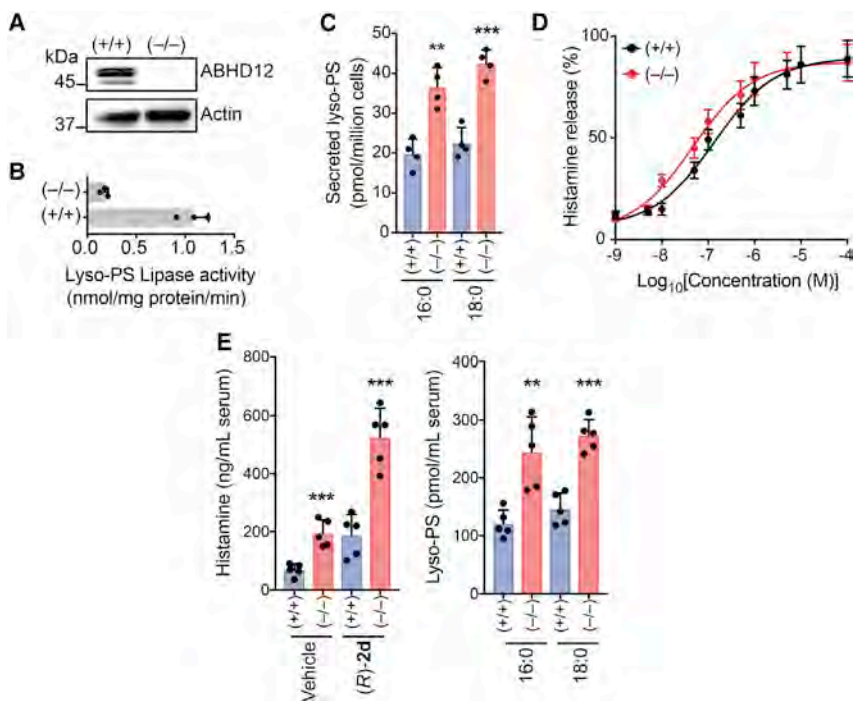 A
(+/+) (−/−)
kDa
45
ABHD12
37
Actin
B
(−/−)
(+/+)
0.0 0.5 1.0 1.5
Lyso-PS Lipase activity
(nmol/mg protein/min)
C
Secreted lyso-PS
(pmol/million cells)
60
40
20
0
** ***
(+/+) (−/−) (+/+) (−/−)
16:0 18:0
D
Histamine release (%)
100
50
0
(+/+)
(−/−)
-9 -8 -7 -6 -5 -4
Log10[Concentration (M)]
E
Histamine (ng/mL serum)
800
600
400
200
0
*** ***
(+/+) (−/−) (+/+) (−/−)
Vehicle (R)-2d
Lyso-PS (pmol/mL serum)
400
300
200
100
0
** ***
(+/+) (−/−) (+/+) (−/−)
16:0 18:0